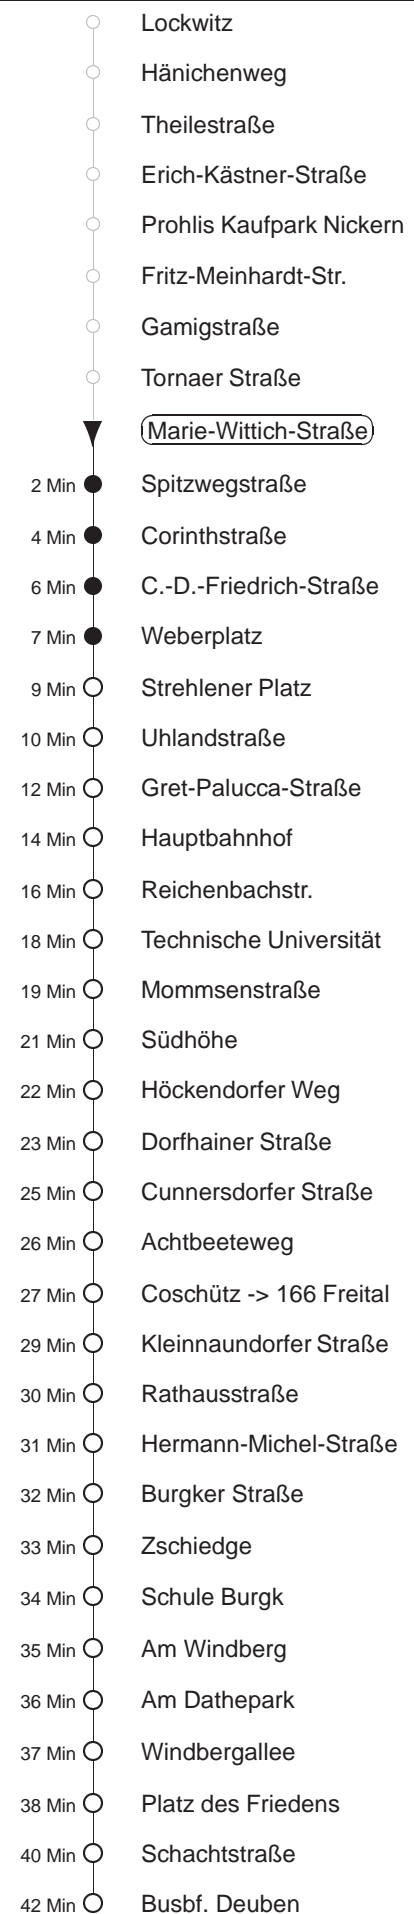 Lockwitz
Hänichenweg
Theilestraße
Erich-Kästner-Straße
Prohlis Kaufpark Nickern
Fritz-Meinhardt-Str.
Gamigstraße
Tornaer Straße
Marie-Wittich-Straße
2 Min Spitzwegstraße
4 Min Corinthstraße
6 Min C.-D.-Friedrich-Straße
7 Min Weberplatz
9 Min Strehlener Platz
10 Min Uhlandstraße
12 Min Gret-Palucca-Straße
14 Min Hauptbahnhof
16 Min Reichenbachstr.
18 Min Technische Universität
19 Min Mommsenstraße
21 Min Südhöhe
22 Min Höckendorfer Weg
23 Min Dorfhainer Straße
25 Min Cunnersdorfer Straße
26 Min Achtbeeteweg
27 Min Coschütz -> 166 Freital
29 Min Kleinnaundorfer Straße
30 Min Rathausstraße
31 Min Hermann-Michel-Straße
32 Min Burgker Straße
33 Min Zschiedge
34 Min Schule Burgk
35 Min Am Windberg
36 Min Am Dathepark
37 Min Windbergallee
38 Min Platz des Friedens
40 Min Schachtstraße
42 Min Busbf. Deuben